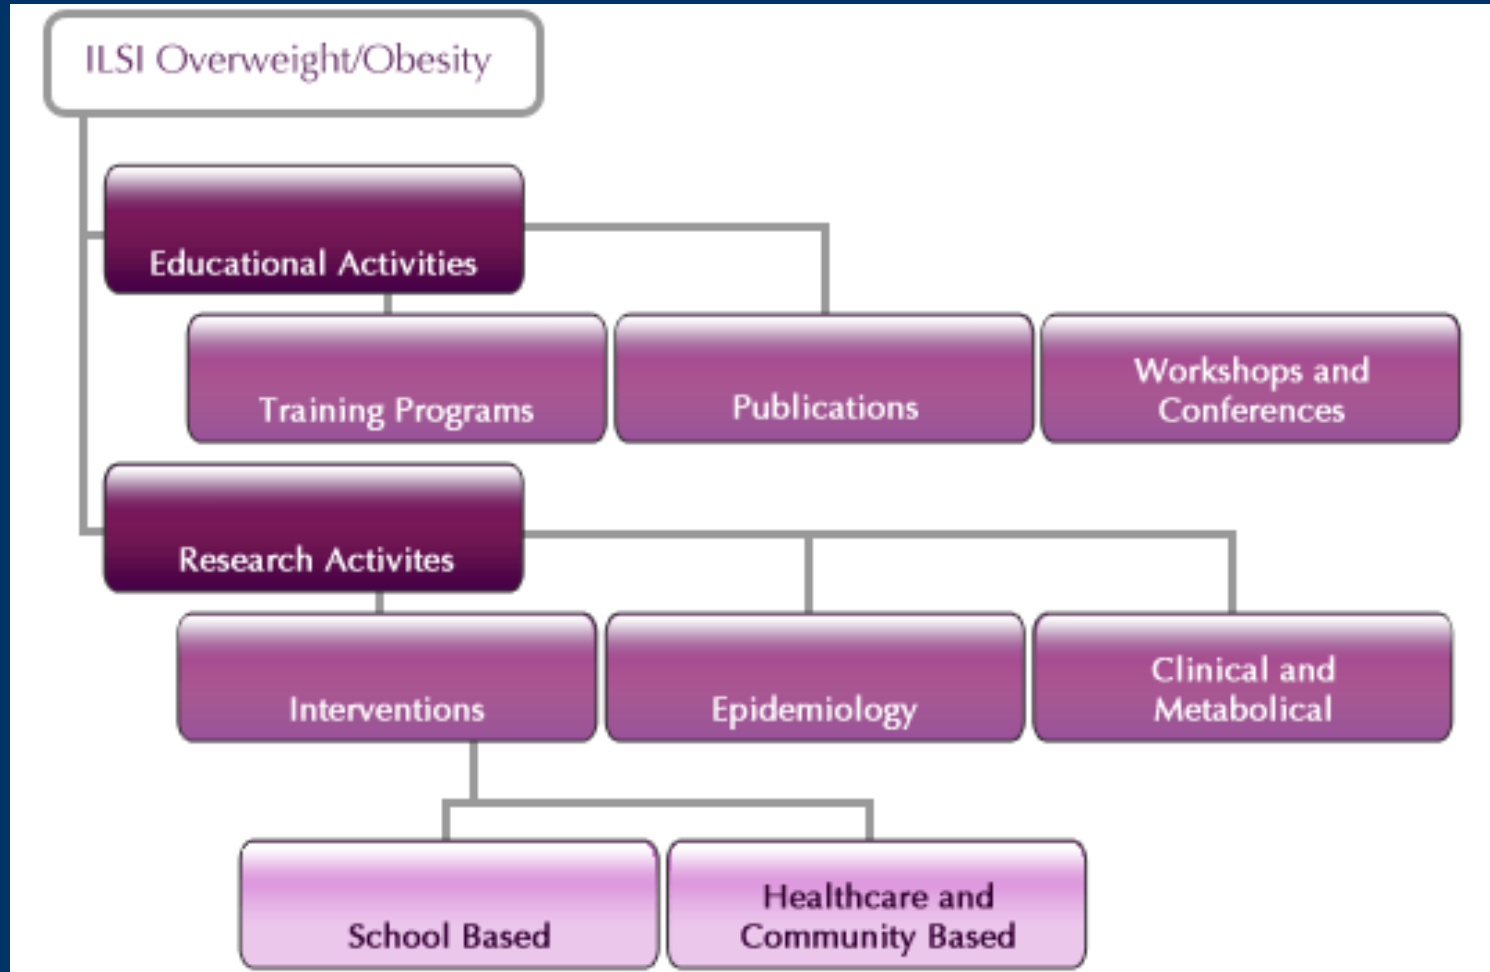 ILSI Overweight/Obesity
Educational Activities
Training Programs
Publications
Workshops and
Conferences
Research Activites
Interventions
Epidemiology
Clinical and
Metabolical
School Based
Healthcare and
Community Based